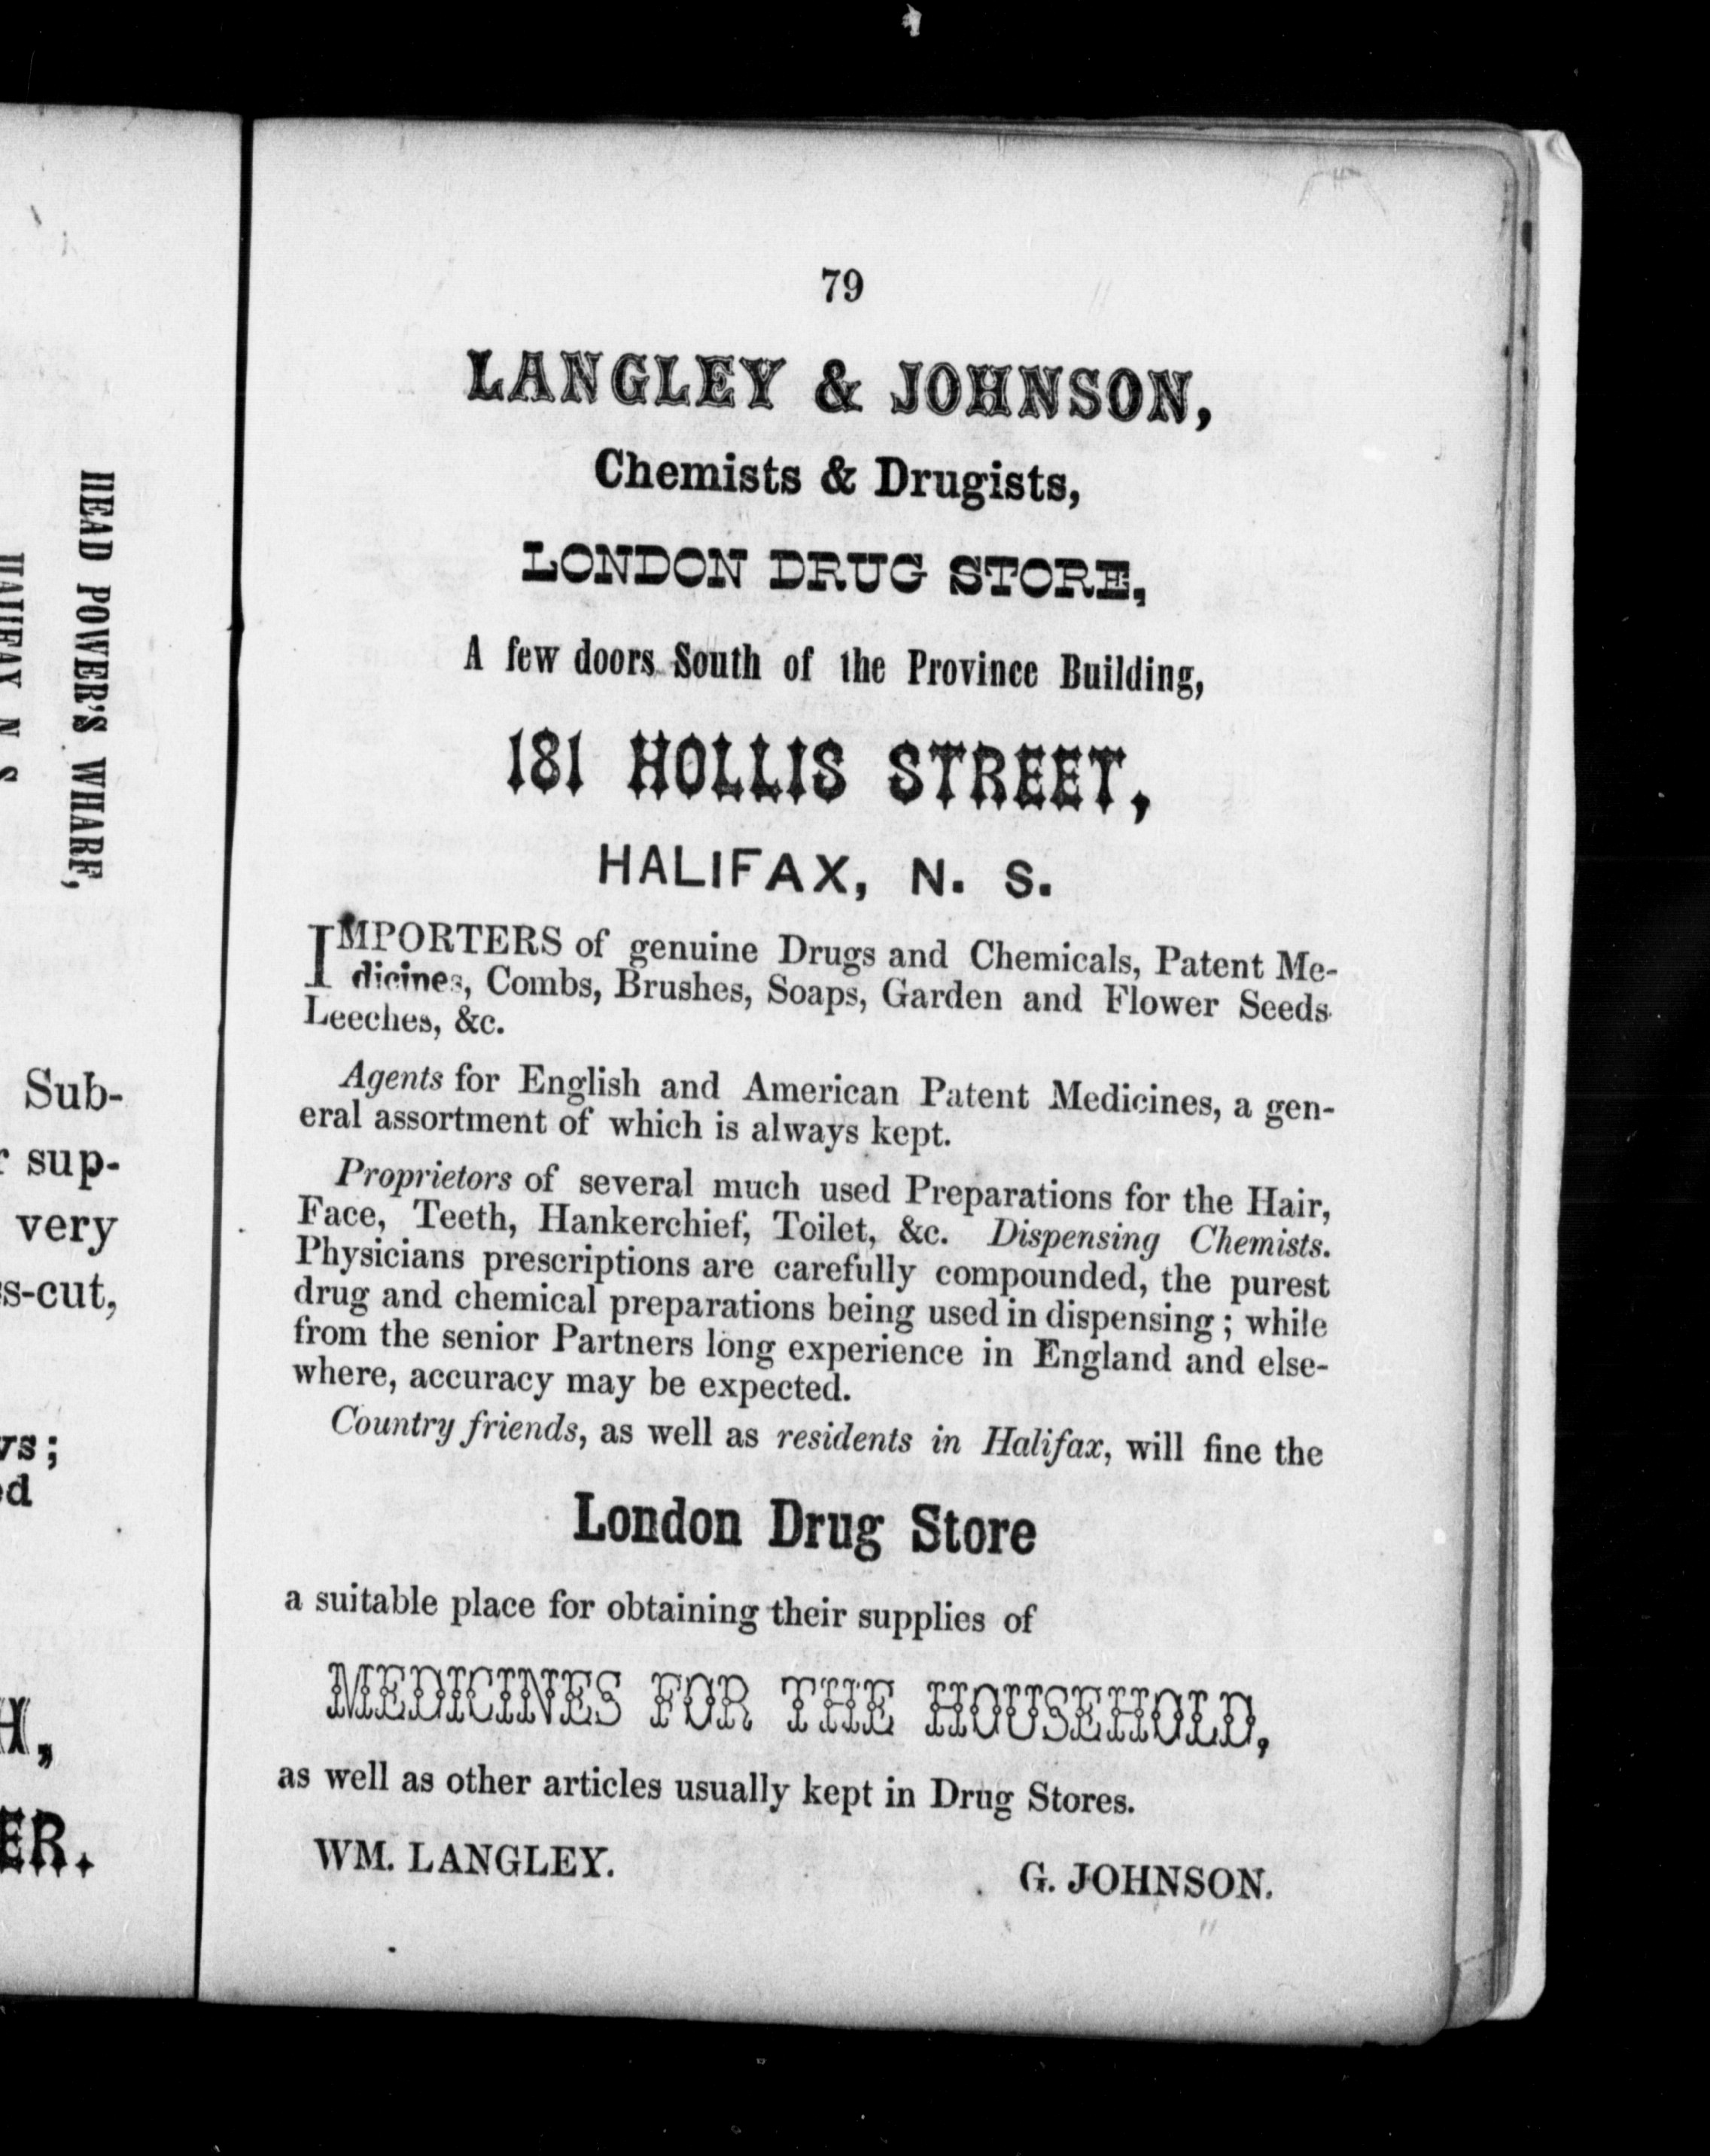 HEAD POWER'S WHARF,
Sub-
sup-
very
s-cut,
79
LANGLEY & JOHNSON,
Chemists & Drugists,
LONDON DRUG STORE,
A few doors South of the Province Building,
181 HOLLIS STREET,
HALIFAX, N. S.
IMPORTERS of genuine Drugs and Chemicals, Patent Me-
dicines, Combs, Brushes, Soaps, Garden and Flower Seeds
Leeches, &c.
Agents for English and American Patent Medicines, a gen-
eral assortment of which is always kept.
Proprietors of several much used Preparations for the Hair,
Face, Teeth, Hankerchief, Toilet, &c. Dispensing Chemists.
Physicians prescriptions are carefully compounded, the purest
drug and chemical preparations being used in dispensing; while
from the senior Partners long experience in England and else-
where, accuracy may be expected.
Country friends, as well as residents in Halifax, will fine the
London Drug Store
a suitable place for obtaining their supplies of
MEDICINES FOR THE HOUSEHOLD,
as well as other articles usually kept in Drug Stores.
WM. LANGLEY.
G. JOHNSON.